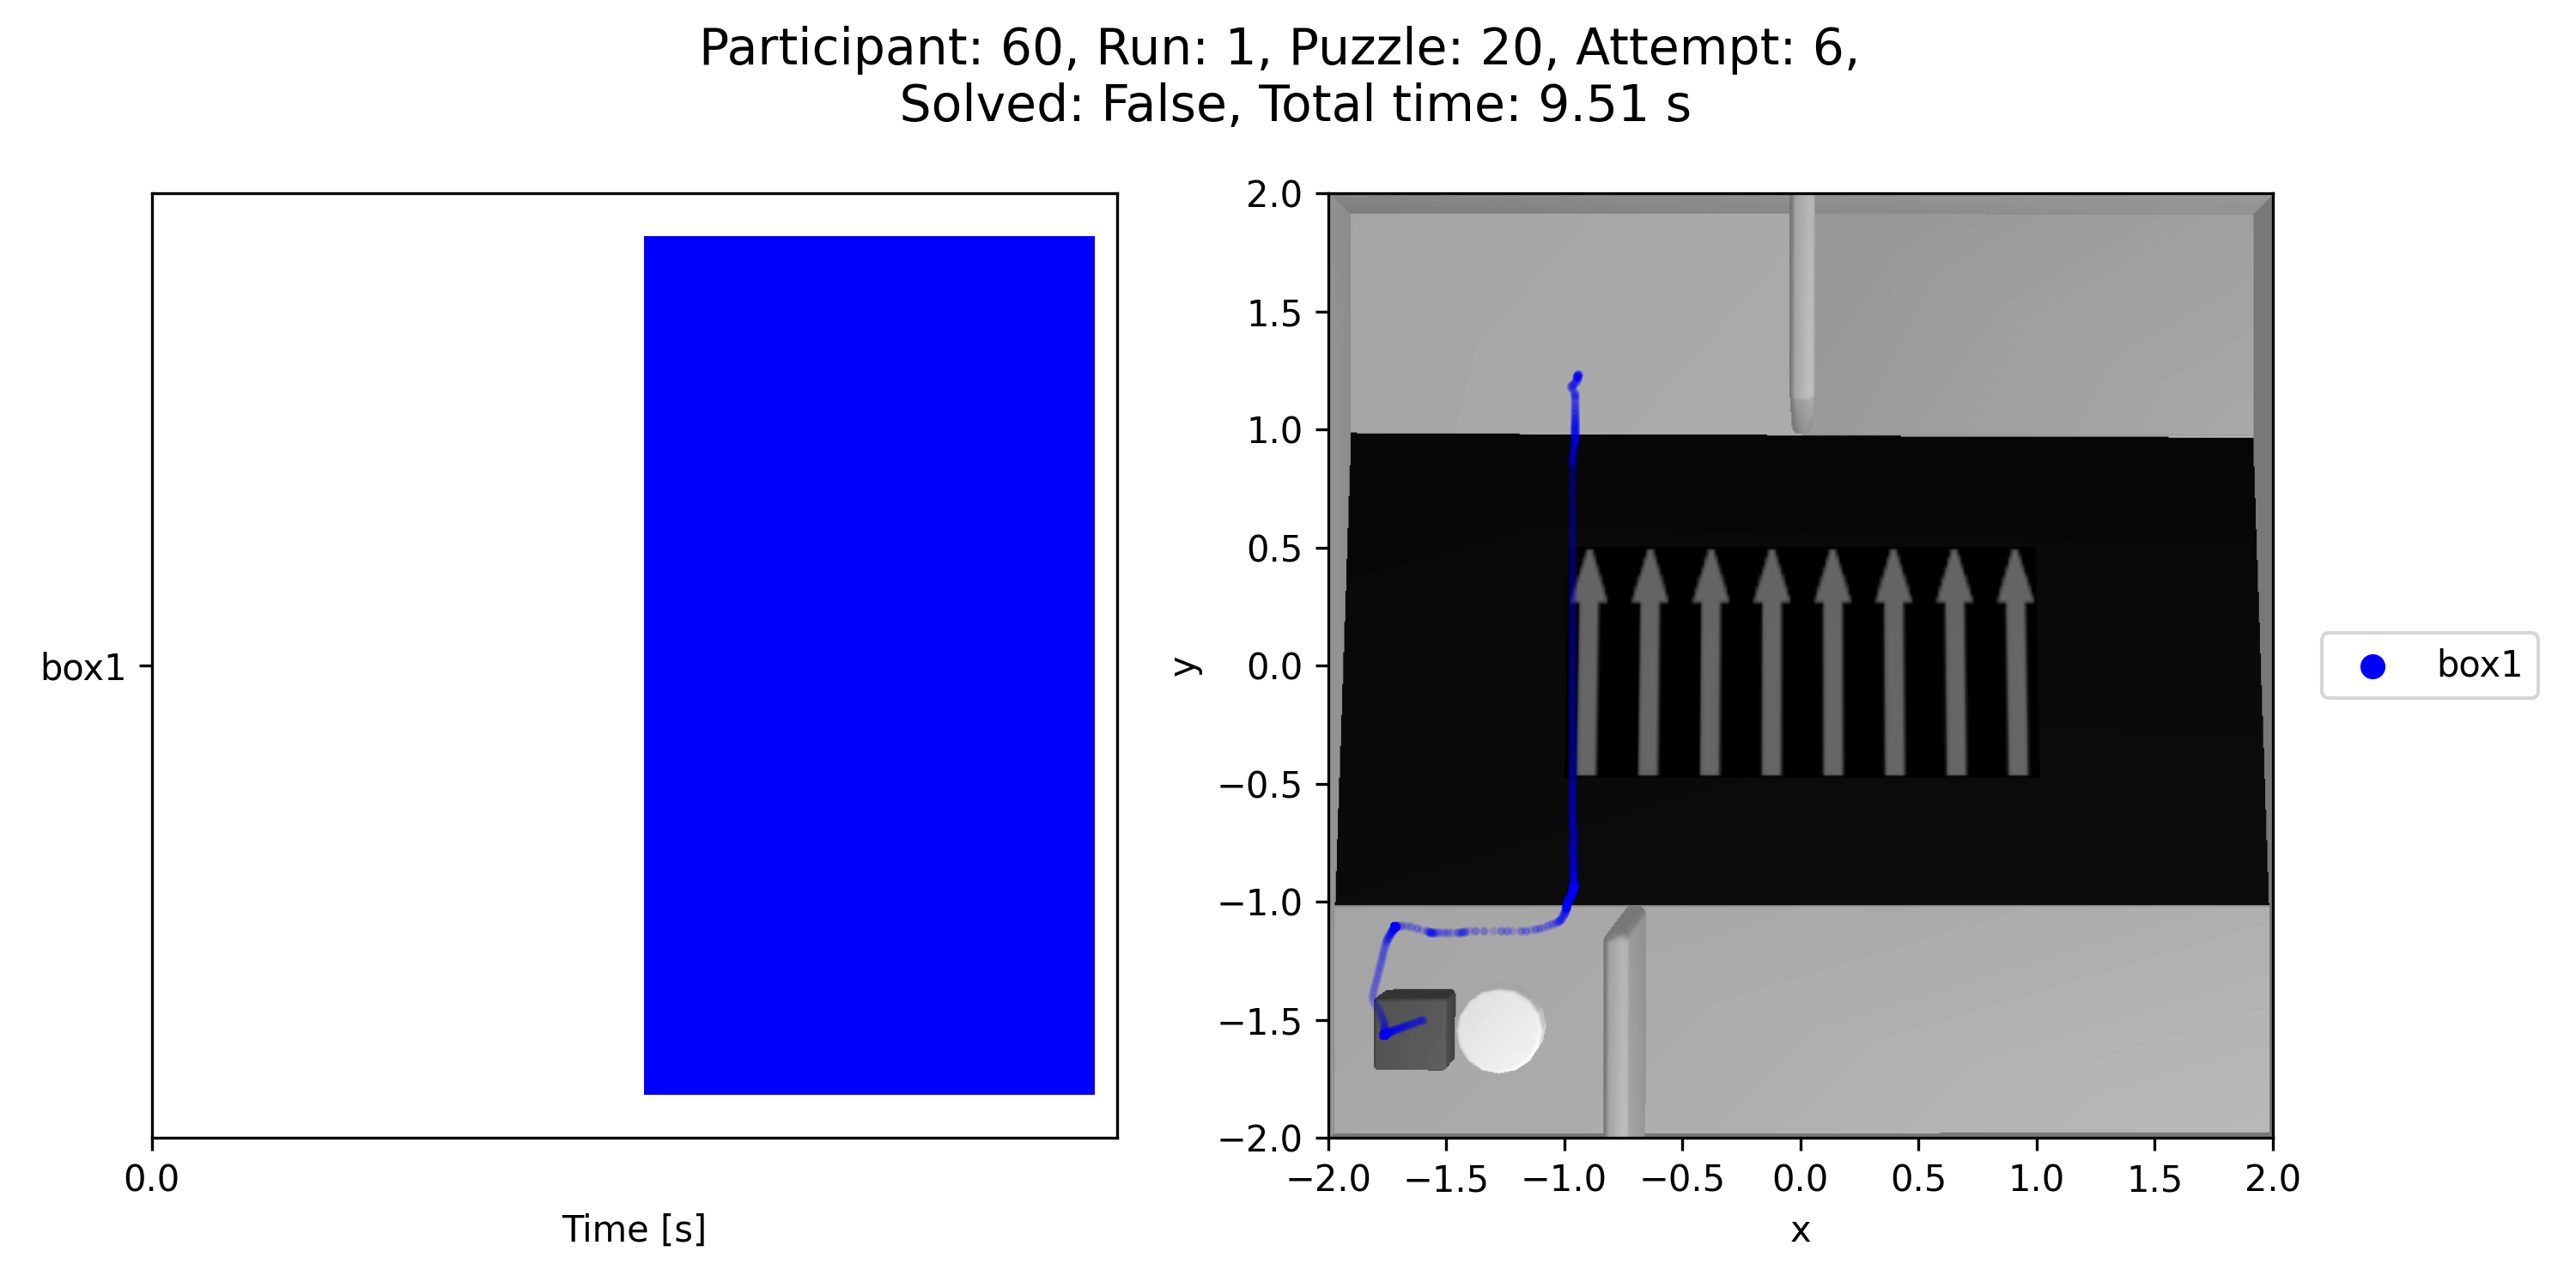 Participant: 60, Run: 1, Puzzle: 20, Attempt: 6,
Solved: False, Total time: 9.51 s
box1
0.0
Time [s]
2.0
1.5
1.0
0.5
0.0
−0.5
−1.0
−1.5
−2.0
y
−2.0 −1.5 −1.0 −0.5 0.0 0.5 1.0 1.5 2.0
x
box1